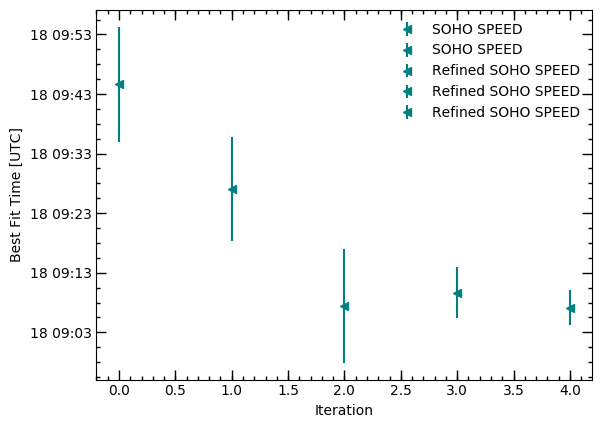 18 09:53
18 09:43
18 09:33
18 09:23
18 09:13
18 09:03
Best Fit Time [UTC]
SOHO SPEED
SOHO SPEED
Refined SOHO SPEED
Refined SOHO SPEED
Refined SOHO SPEED
0.0 0.5 1.0 1.5 2.0 2.5 3.0 3.5 4.0
Iteration